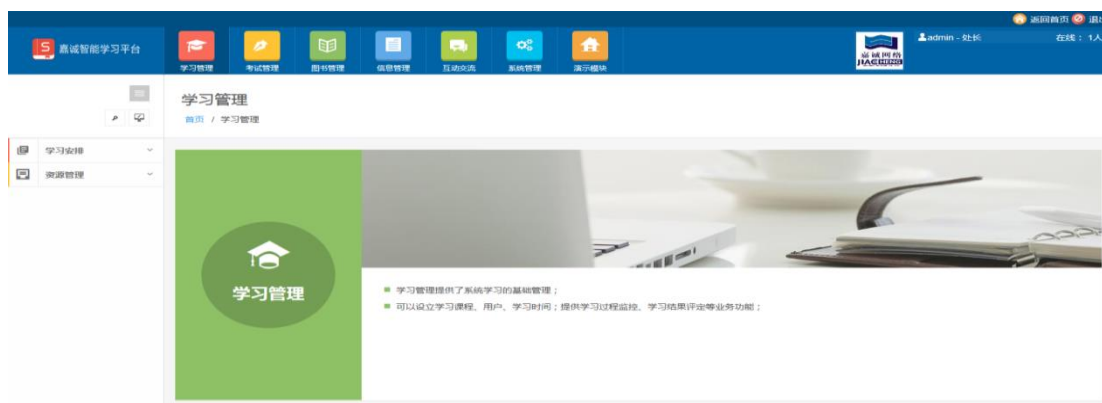 返回首页
嘉诚智能学习平台
学习管理
考试管理
图书管理
信息管理
互动交流
系统管理
演示模块
嘉诚网络
JIACHENG
admin - 处长
在线：1人
学习管理
首页 / 学习管理
学习安排
资源管理
学习管理
学习管理提供了系统学习的基础管理；
可以设立学习课程、用户、学习时间；提供学习过程监控、学习结果评定等业务功能；